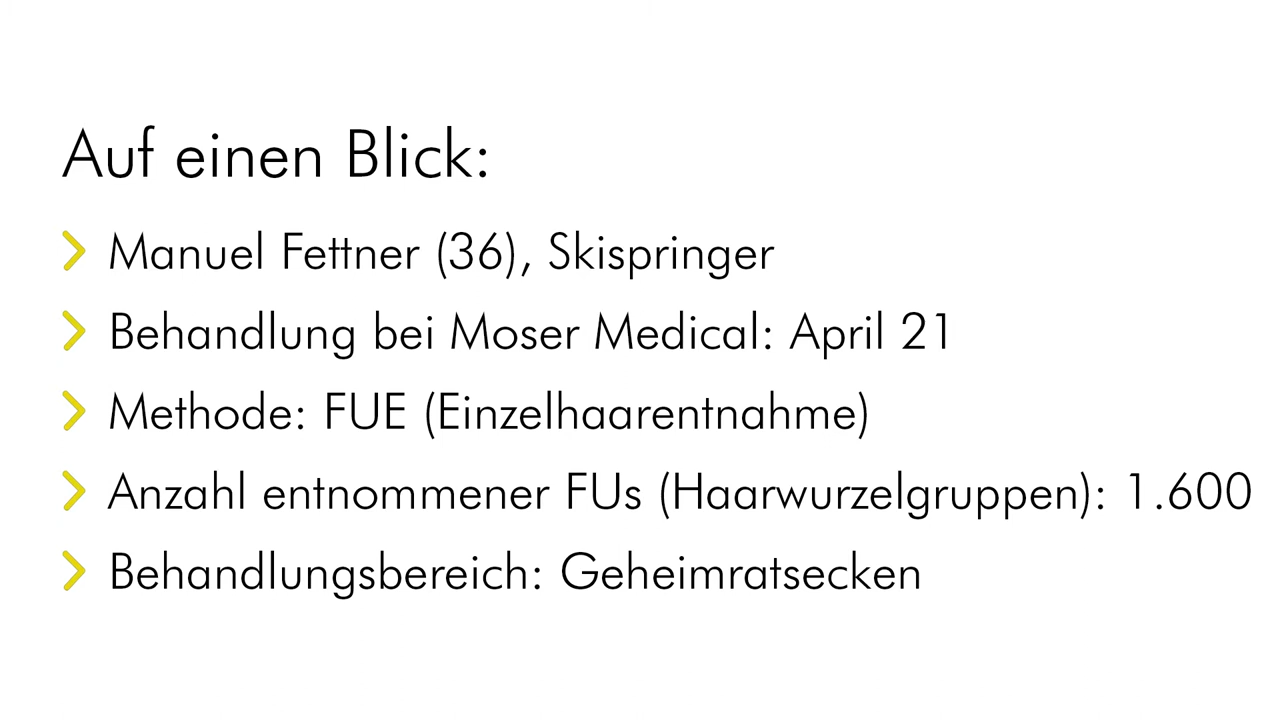 Auf einen Blick:
Manuel Fettner (36), Skispringer
Behandlung bei Moser Medical: April 21
Methode: FUE (Einzelhaarentnahme)
Anzahl entnommener FUs (Haarwurzelgruppen): 1.600
Behandlungsbereich: Geheimratsecken